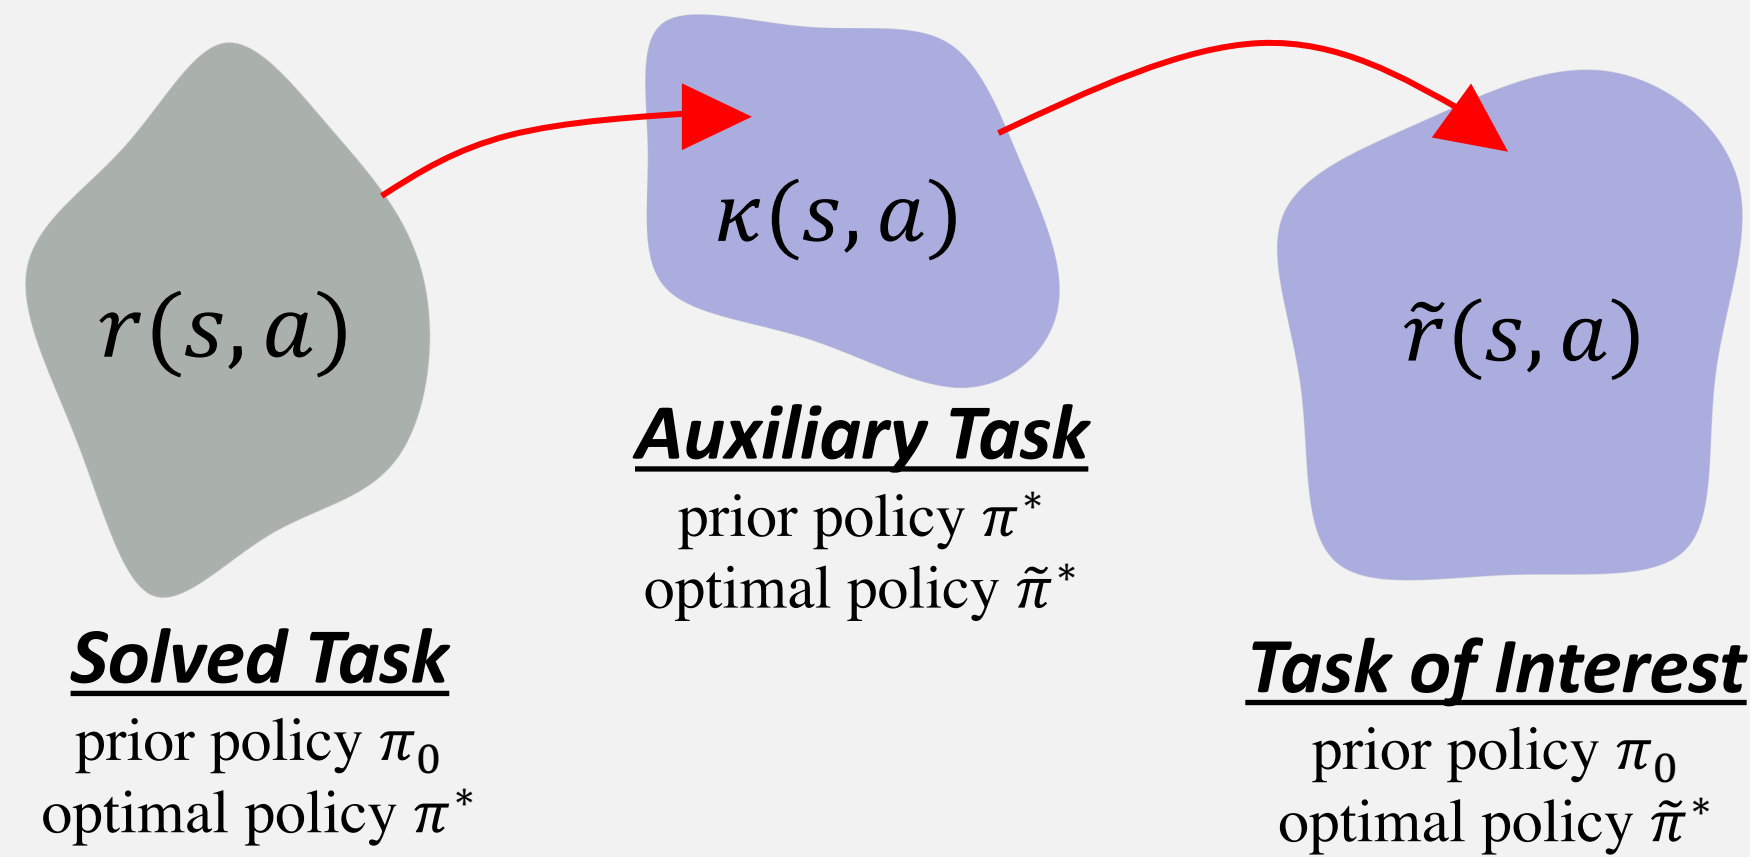 r(s, a)
Solved Task
prior policy π₀
optimal policy π*
κ(s, a)
Auxiliary Task
prior policy π*
optimal policy π̃*
r̃(s, a)
Task of Interest
prior policy π₀
optimal policy π̃*